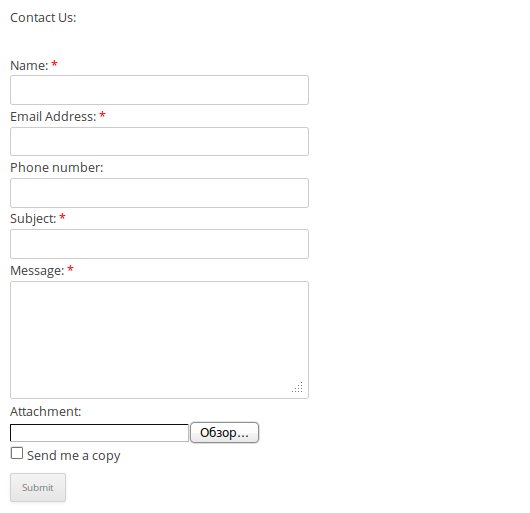 Contact Us:
Name: *
Email Address: *
Phone number:
Subject: *
Message: *
Attachment:
Обзор...
Send me a copy
Submit